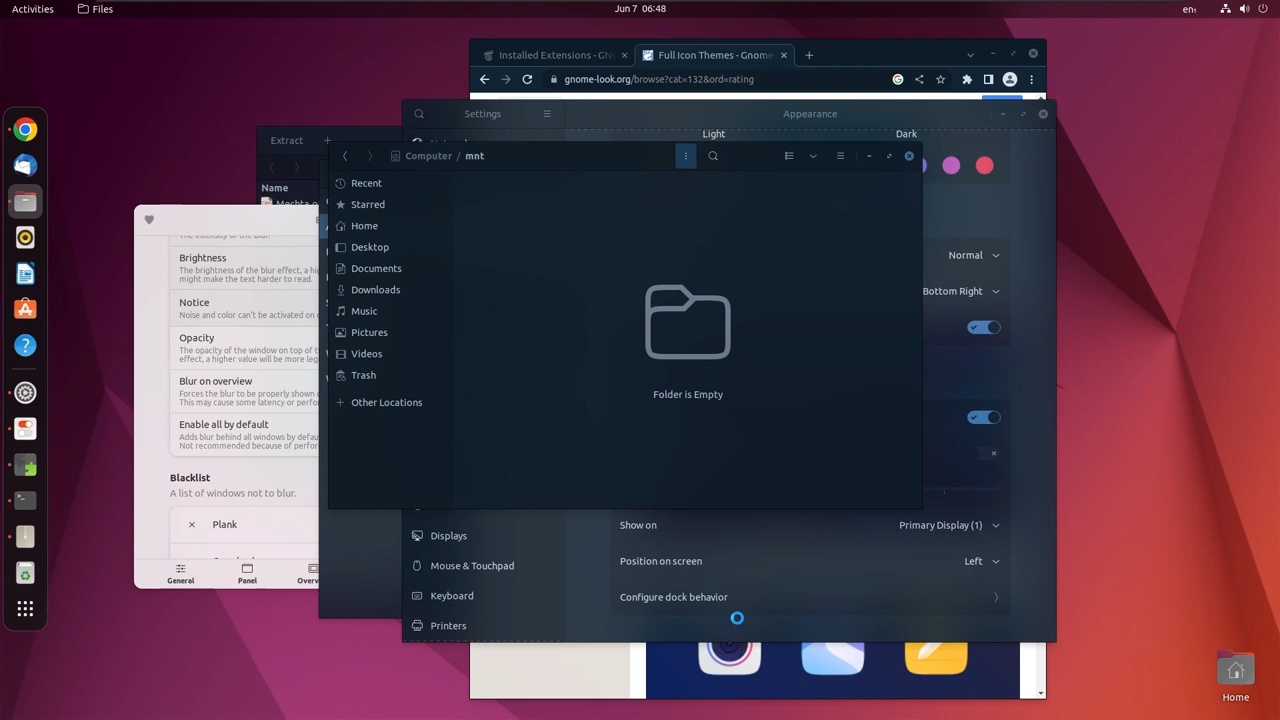 Activities
Files
Jun 7 06:48
en₁
Installed Extensions - GN
Full Icon Themes - Gnome-
gnome-look.org/browse?cat=132&ord=rating
Settings
Appearance
Light
Dark
Extract
Name
Computer / mnt
Recent
Starred
Home
Desktop
Documents
Downloads
Music
Pictures
Videos
Trash
Other Locations
Folder is Empty
Normal
Bottom Right
Brightness
The brightness of the blur effect, a hig
might make the text harder to read.
Notice
Noise and color can't be activated on
Opacity
The opacity of the window on top of t
effect, a higher value will be more leg
Blur on overview
Forces the blur to be properly shown o
This may cause some latency or perfor
Enable all by default
Adds blur behind all windows by defau
Not recommended because of perform
Blacklist
A list of windows not to blur.
Plank
General
Panel
Overv
Displays
Mouse & Touchpad
Keyboard
Printers
Show on
Primary Display (1)
Position on screen
Left
Configure dock behavior
Home